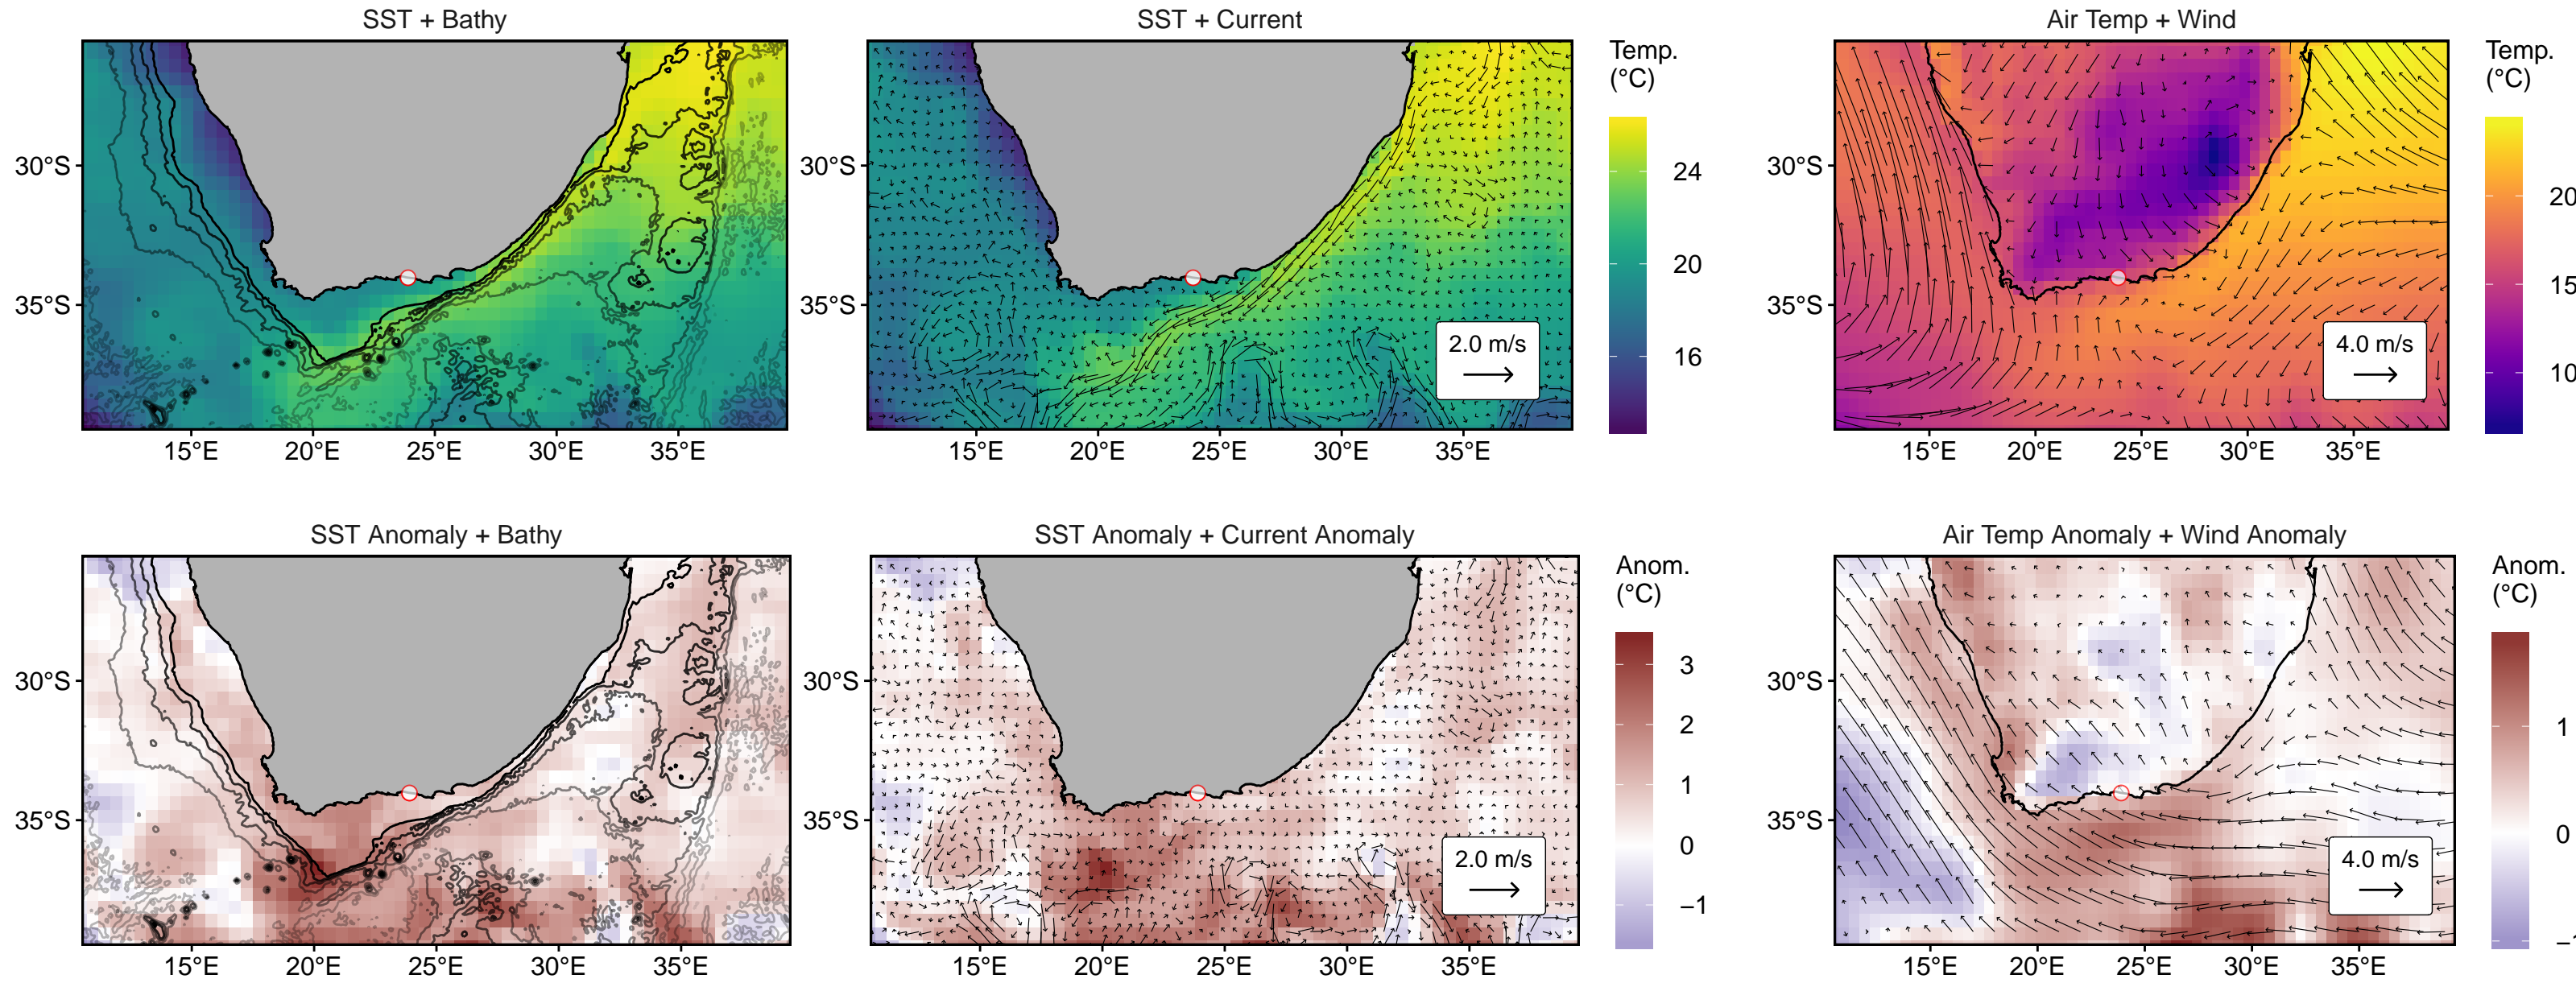 SST + Bathy
SST + Current
Air Temp + Wind
30°S
35°S
15°E 20°E 25°E 30°E 35°E
30°S
35°S
2.0 m/s
15°E 20°E 25°E 30°E 35°E
Temp.
(°C)
24
20
16
30°S
35°S
4.0 m/s
15°E 20°E 25°E 30°E 35°E
Temp.
(°C)
20
15
10
SST Anomaly + Bathy
SST Anomaly + Current Anomaly
Air Temp Anomaly + Wind Anomaly
30°S
35°S
15°E 20°E 25°E 30°E 35°E
30°S
35°S
2.0 m/s
15°E 20°E 25°E 30°E 35°E
Anom.
(°C)
3
2
1
0
−1
30°S
35°S
4.0 m/s
15°E 20°E 25°E 30°E 35°E
Anom.
(°C)
1
0